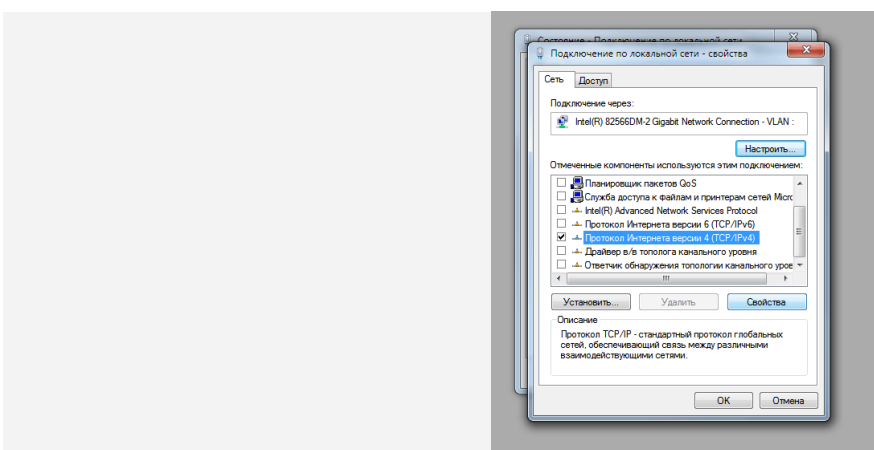 Состояние - Подключение по локальной сети
Подключение по локальной сети - свойства
Сеть
Доступ
Подключение через:
Intel(R) 82566DM-2 Gigabit Network Connection - VLAN :
Настроить...
Отмеченные компоненты используются этим подключением:
Планировщик пакетов QoS
Служба доступа к файлам и принтерам сетей Micro
Intel(R) Advanced Network Services Protocol
Протокол Интернета версии 6 (TCP/IPv6)
Протокол Интернета версии 4 (TCP/IPv4)
Драйвер в/в тополога канального уровня
Ответчик обнаружения топологии канального уров
Установить...
Удалить
Свойства
Описание
Протокол TCP/IP - стандартный протокол глобальных
сетей, обеспечивающий связь между различными
взаимодействующими сетями.
OK
Отмена